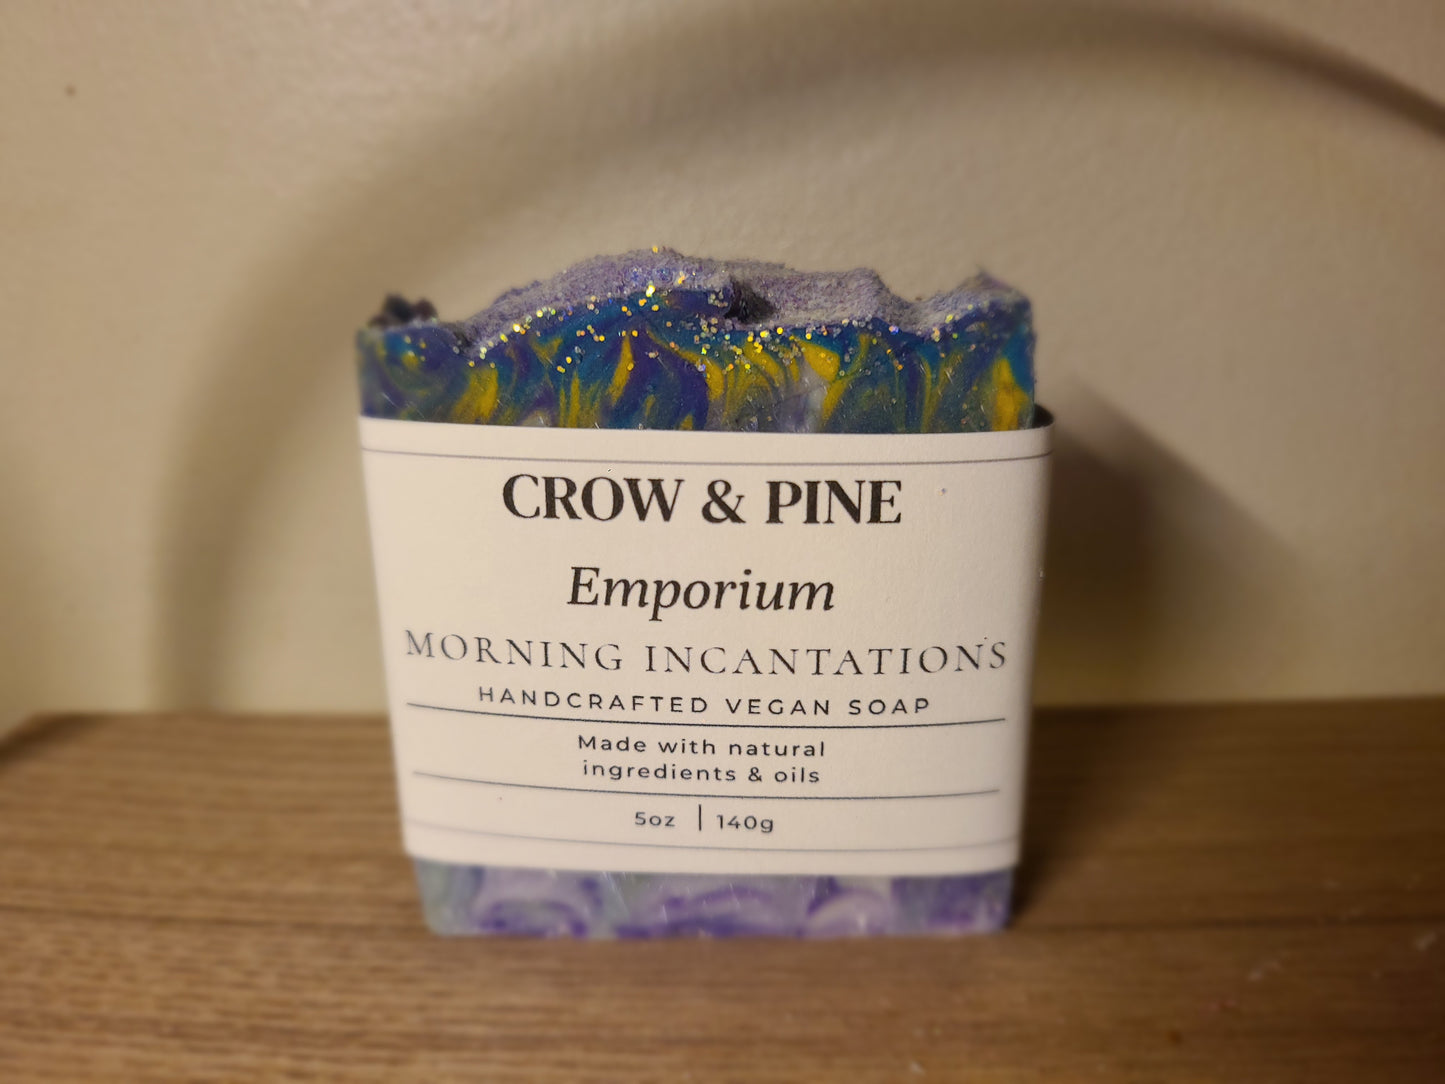 CROW & PINE
Emporium
MORNING INCANTATIONS
HANDCRAFTED VEGAN SOAP
Made with natural
ingredients & oils
5oz | 140g